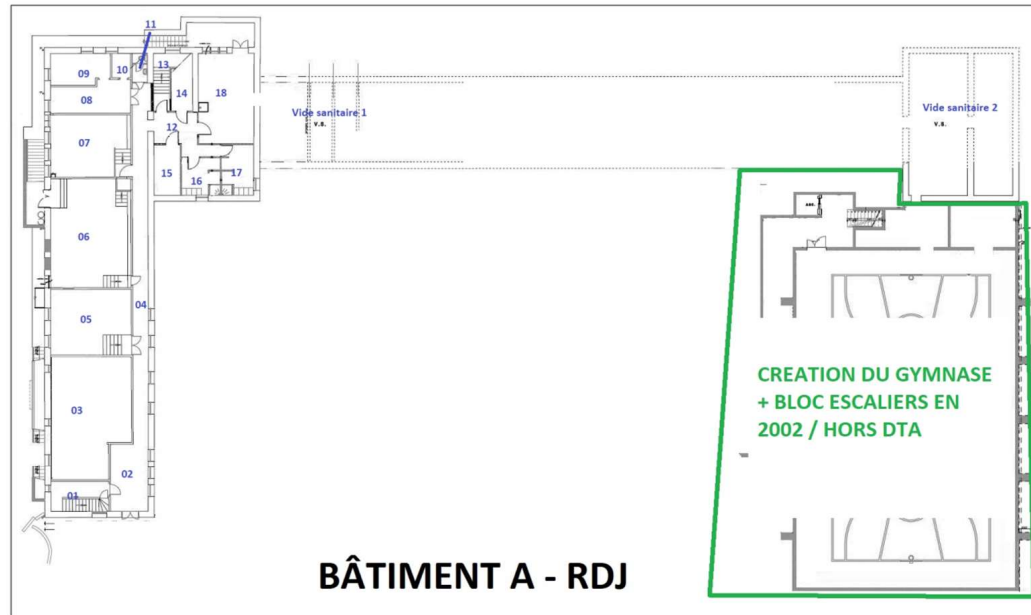 11
09
10
13
08
14
18
Vide sanitaire 1
V.S.
Vide sanitaire 2
V.S.
12
07
15
16
17
06
04
05
03
02
01
CREATION DU GYMNASE
+ BLOC ESCALIERS EN
2002 / HORS DTA
BÂTIMENT A - RDJ